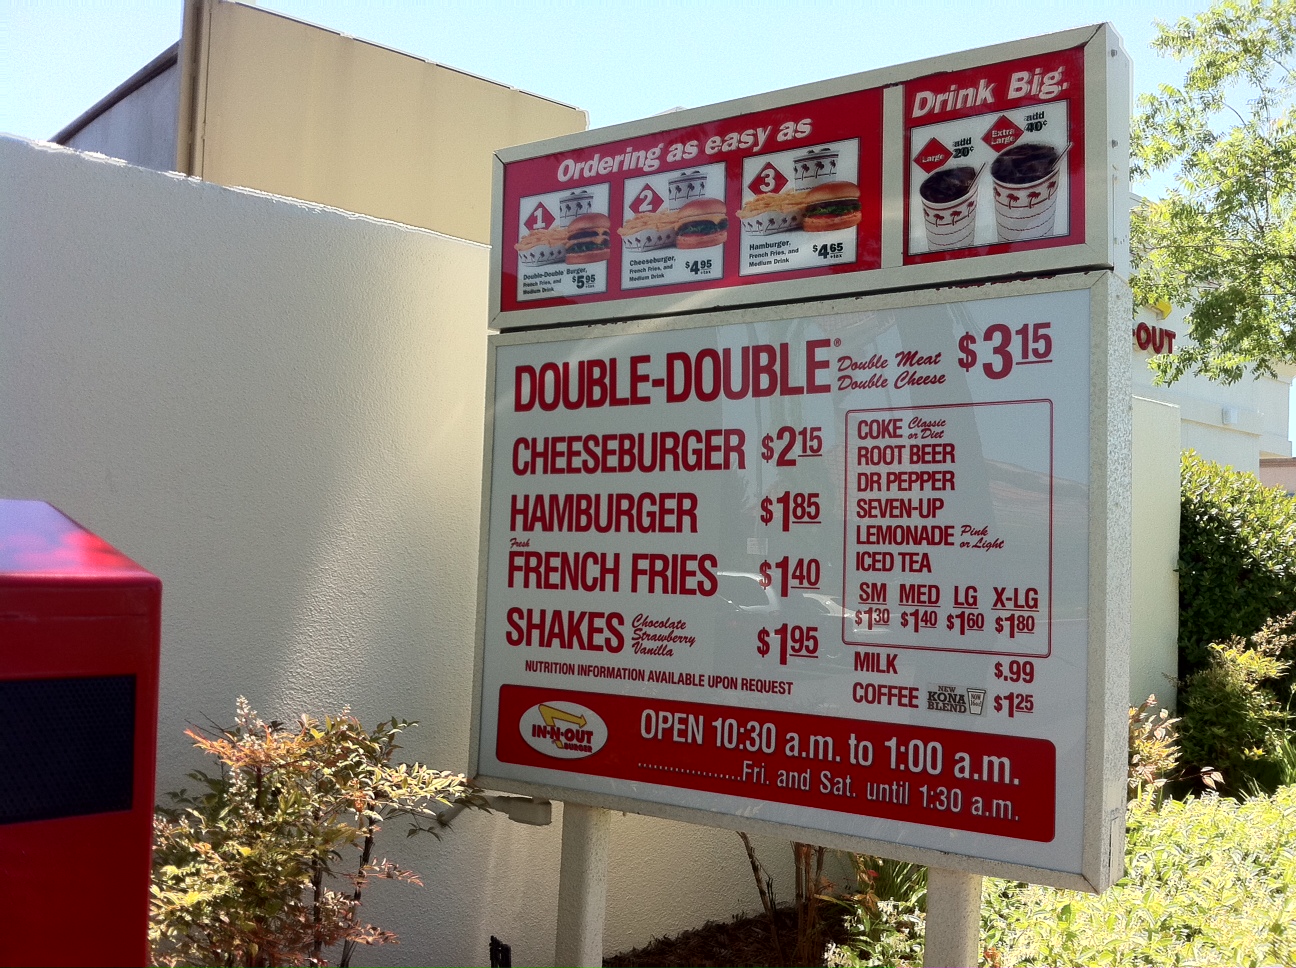 Ordering as easy as
1
Double-Double Burger,
French Fries, and
Medium Drink
$5 95
+tax
2
Cheeseburger,
French Fries, and
Medium Drink
$4 95
+tax
3
Hamburger,
French Fries, and
Medium Drink
$4 65
+tax
Drink Big.
Large
add
20¢
Extra
Large
add
40¢
DOUBLE-DOUBLE®
Double Meat
Double Cheese
$3 15
CHEESEBURGER $2 15
HAMBURGER $1 85
Fresh
FRENCH FRIES $1 40
SHAKES
Chocolate
Strawberry
Vanilla
$1 95
NUTRITION INFORMATION AVAILABLE UPON REQUEST
COKE Classic
or Diet
ROOT BEER
DR PEPPER
SEVEN-UP
LEMONADE Pink
or Light
ICED TEA
SM MED LG X-LG
$1 30 $1 40 $1 60 $1 80
MILK $.99
COFFEE
NEW
KONA
BLEND
$1 25
IN-N-OUT
BURGER
OPEN 10:30 a.m. to 1:00 a.m.
...................Fri. and Sat. until 1:30 a.m.
-OUT